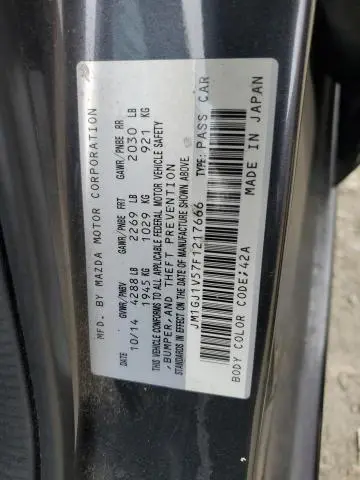 MFD. BY MAZDA MOTOR CORPORATION
DATE GVWR/PNBV GAWR/PNBE FRT GAWR/PNBE RR
10/14 4288 LB 2269 LB 2030 LB
1945 KG 1029 KG 921 KG
THIS VEHICLE CONFORMS TO ALL APPLICABLE FEDERAL MOTOR VEHICLE SAFETY
,BUMPER,AND THEFT PREVENTION
STANDARDS IN EFFECT ON THE DATE OF MANUFACTURE SHOWN ABOVE.
JM1GJ1V57F1217666 TYPE: PASS CAR
BODY COLOR CODE:42A MADE IN JAPAN